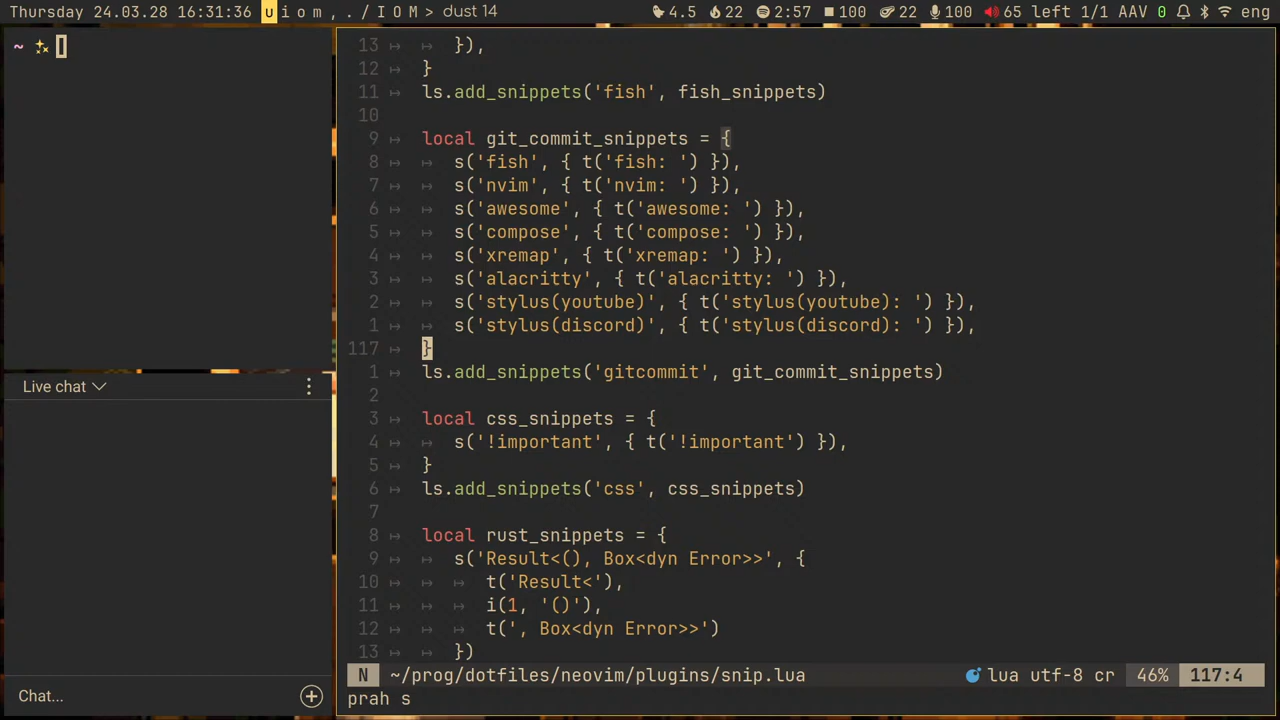 Thursday 24.03.28 16:31:36 u i o m , . / I O M > dust 14 4.5 22 2:57 100 22 100 65 left 1/1 AAV 0 eng
~
Live chat
Chat...
13 }),
12 }
11 ls.add_snippets('fish', fish_snippets)
10
9 local git_commit_snippets = {
8 s('fish', { t('fish: ') }),
7 s('nvim', { t('nvim: ') }),
6 s('awesome', { t('awesome: ') }),
5 s('compose', { t('compose: ') }),
4 s('xremap', { t('xremap: ') }),
3 s('alacritty', { t('alacritty: ') }),
2 s('stylus(youtube)', { t('stylus(youtube): ') }),
1 s('stylus(discord)', { t('stylus(discord): ') }),
117 }
1 ls.add_snippets('gitcommit', git_commit_snippets)
2
3 local css_snippets = {
4 s('!important', { t('!important') }),
5 }
6 ls.add_snippets('css', css_snippets)
7
8 local rust_snippets = {
9 s('Result<(), Box<dyn Error>>', {
10 t('Result<'),
11 i(1, '()'),
12 t(', Box<dyn Error>>')
13 })
N ~/prog/dotfiles/neovim/plugins/snip.lua lua utf-8 cr 46% 117:4
prah s